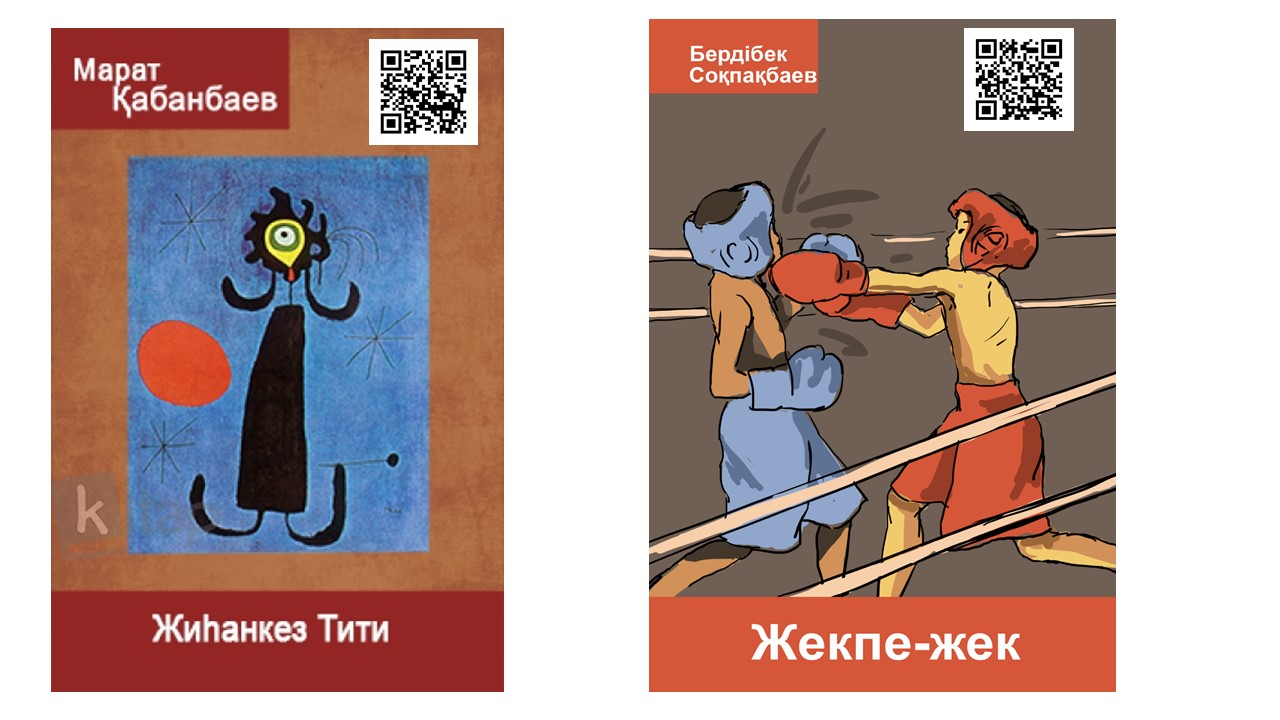 Марат
Қабанбаев
k
Жиһанкез Тити
Бердібек
Соқпақбаев
Жекпе-жек